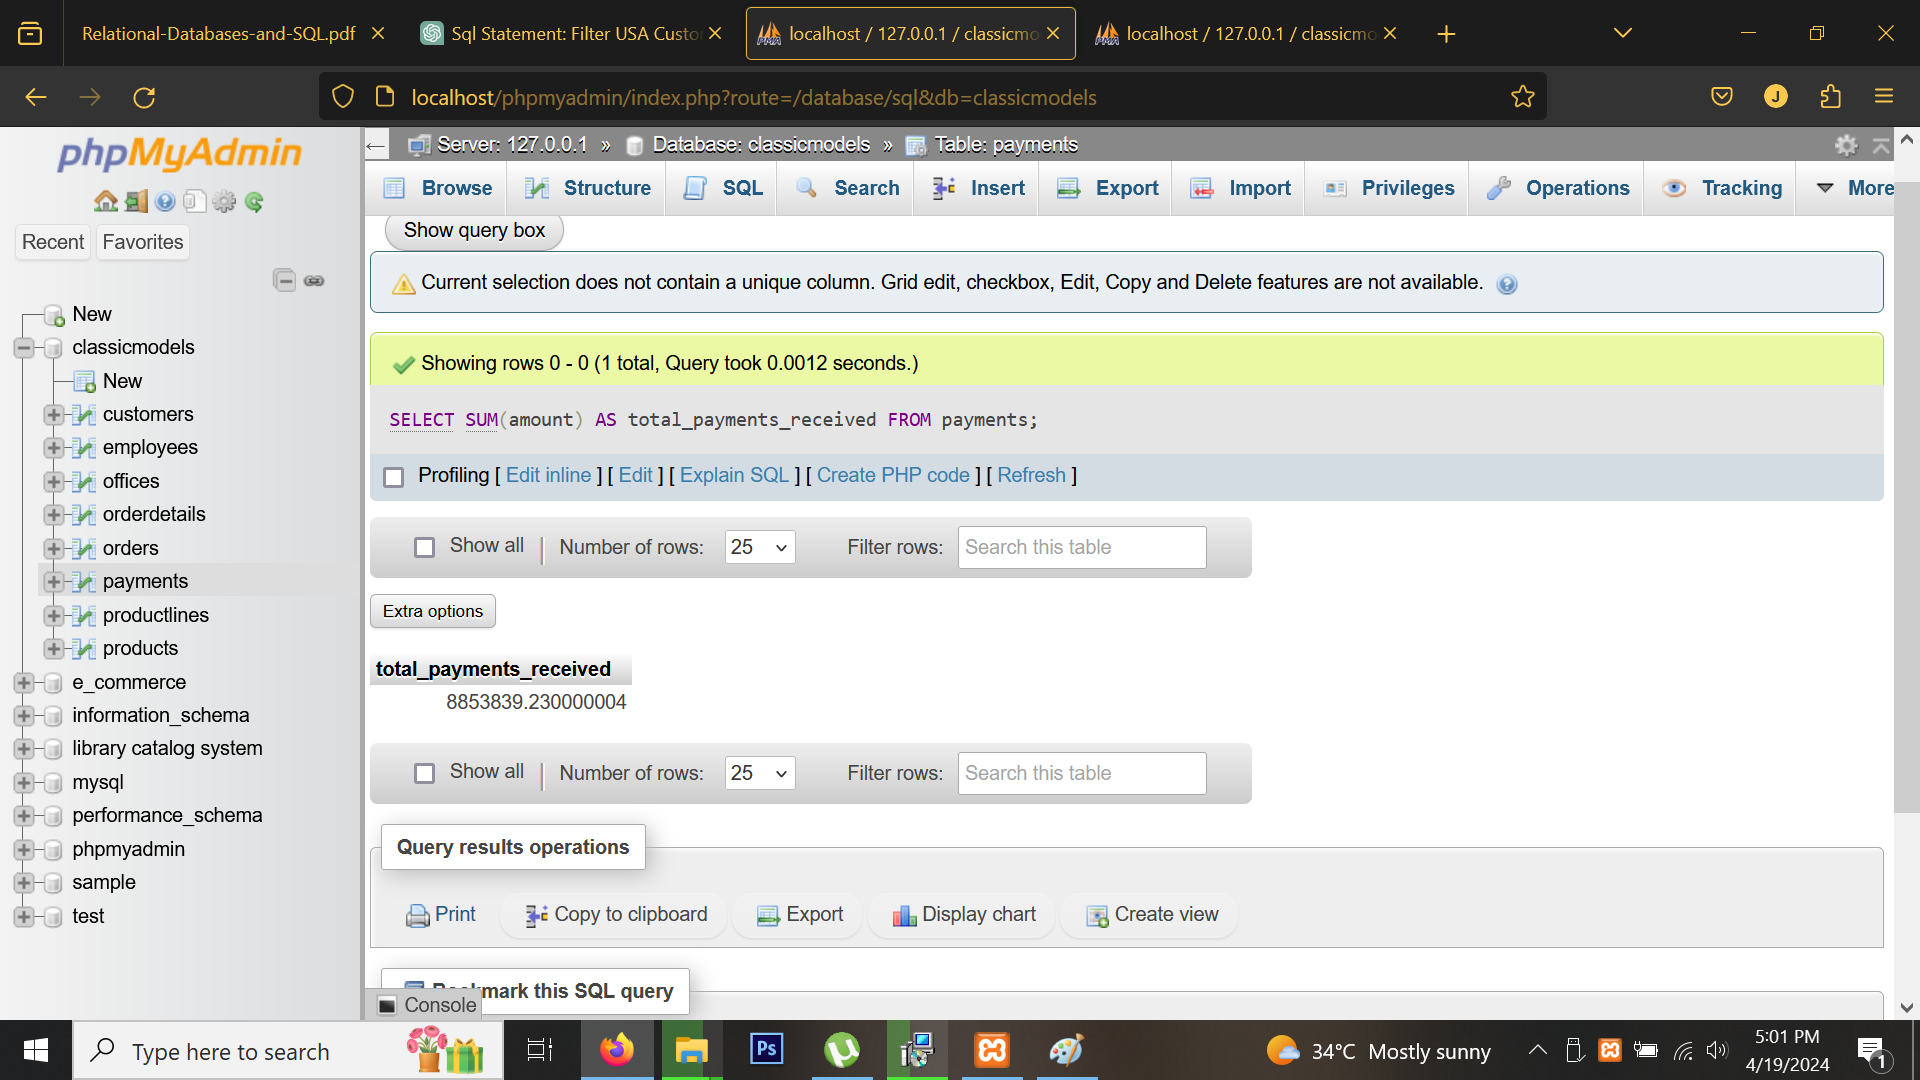 Relational-Databases-and-SQL.pdf
Sql Statement: Filter USA Custo
localhost / 127.0.0.1 / classicmo
localhost / 127.0.0.1 / classicmo
localhost/phpmyadmin/index.php?route=/database/sql&db=classicmodels
J
phpMyAdmin
Recent
Favorites
New
classicmodels
New
customers
employees
offices
orderdetails
orders
payments
productlines
products
e_commerce
information_schema
library catalog system
mysql
performance_schema
phpmyadmin
sample
test
Server: 127.0.0.1 » Database: classicmodels » Table: payments
Browse
Structure
SQL
Search
Insert
Export
Import
Privileges
Operations
Tracking
More
Show query box
Current selection does not contain a unique column. Grid edit, checkbox, Edit, Copy and Delete features are not available.
Showing rows 0 - 0 (1 total, Query took 0.0012 seconds.)
SELECT SUM(amount) AS total_payments_received FROM payments;
Profiling [ Edit inline ] [ Edit ] [ Explain SQL ] [ Create PHP code ] [ Refresh ]
Show all
Number of rows: 25
Filter rows: Search this table
Extra options
total_payments_received
8853839.230000004
Show all
Number of rows: 25
Filter rows: Search this table
Query results operations
Print
Copy to clipboard
Export
Display chart
Create view
mark this SQL query
Console
Type here to search
Ps
34°C Mostly sunny
5:01 PM
4/19/2024
1